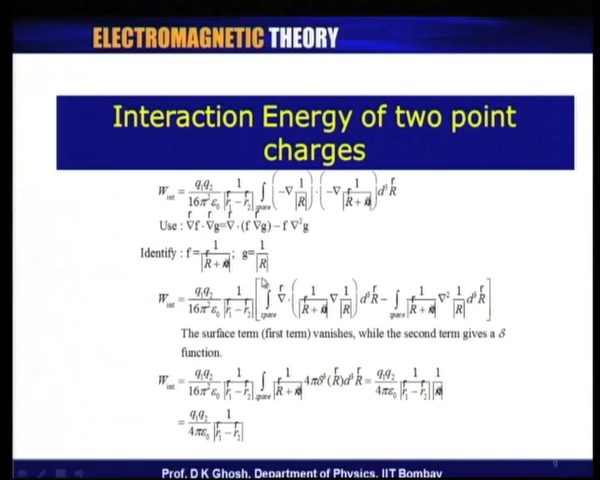 ELECTROMAGNETIC THEORY
Interaction Energy of two point
charges
W_int = q₁q₂/16π²ε₀ 1/|r₁ − r₂| ∫_space (−∇ 1/|R|) · (−∇ 1/|R + n̂|) d³R
Use : ∇f · ∇g = ∇ · (f ∇g) − f ∇²g
Identify : f = 1/|R + n̂| ; g = 1/|R|
W_int = q₁q₂/16π²ε₀ 1/|r₁ − r₂| [ ∫_space ∇ · (1/|R + n̂| ∇ 1/|R|) d³R − ∫_space 1/|R + n̂| ∇² 1/|R| d³R ]
The surface term (first term) vanishes, while the second term gives a δ
function.
W_int = q₁q₂/16π²ε₀ 1/|r₁ − r₂| ∫_space 1/|R + n̂| 4πδ³(R)d³R = q₁q₂/4πε₀ 1/|r₁ − r₂| 1/|n̂|
= q₁q₂/4πε₀ 1/|r₁ − r₂|
Prof. D K Ghosh, Department of Physics, IIT Bombay
9